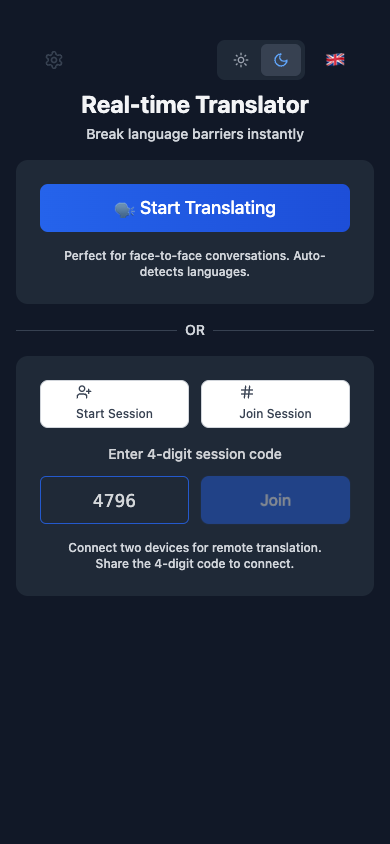 Real-time Translator
Break language barriers instantly
Start Translating
Perfect for face-to-face conversations. Auto-
detects languages.
OR
Start Session
Join Session
Enter 4-digit session code
4796
Join
Connect two devices for remote translation.
Share the 4-digit code to connect.